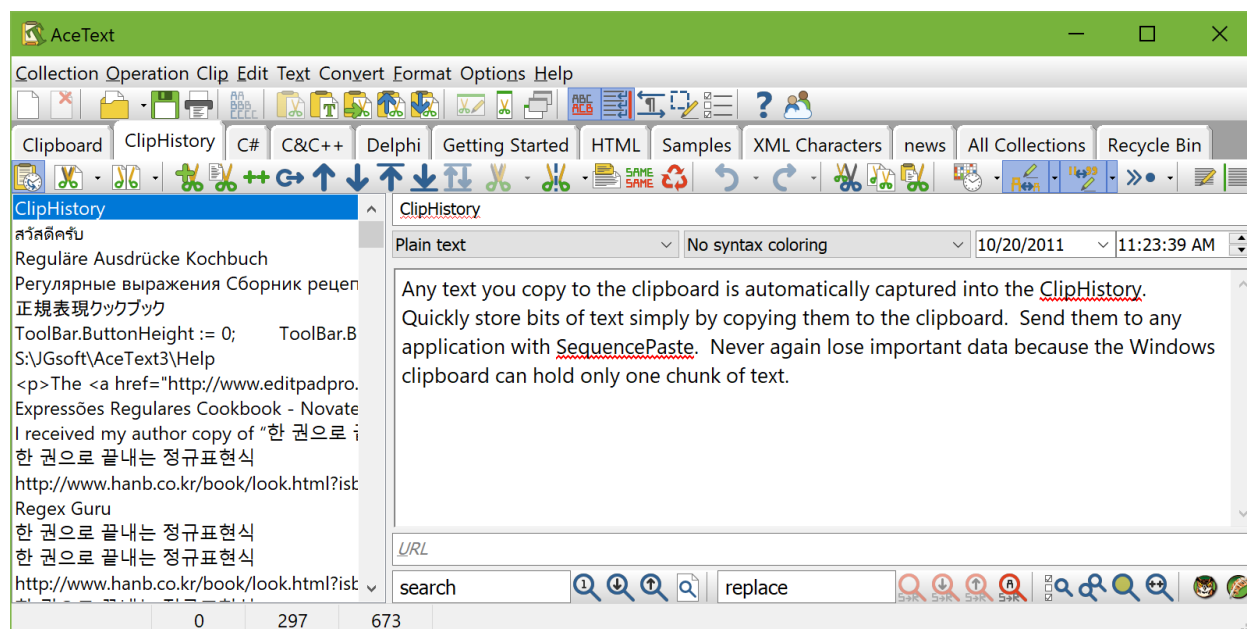 AceText
Collection Operation Clip Edit Text Convert Format Options Help
Clipboard ClipHistory C# C&C++ Delphi Getting Started HTML Samples XML Characters news All Collections Recycle Bin
ClipHistory
สวัสดีครับ
Reguläre Ausdrücke Kochbuch
Регулярные выражения Сборник рецеп
正規表現クックブック
ToolBar.ButtonHeight := 0; ToolBar.B
S:\JGsoft\AceText3\Help
<p>The <a href="http://www.editpadpro.
Expressões Regulares Cookbook - Novate
I received my author copy of “한 권으로
한 권으로 끝내는 정규표현식
http://www.hanb.co.kr/book/look.html?isb
Regex Guru
한 권으로 끝내는 정규표현식
한 권으로 끝내는 정규표현식
http://www.hanb.co.kr/book/look.html?isb
ClipHistory
Plain text No syntax coloring 10/20/2011 11:23:39 AM
Any text you copy to the clipboard is automatically captured into the ClipHistory.
Quickly store bits of text simply by copying them to the clipboard. Send them to any
application with SequencePaste. Never again lose important data because the Windows
clipboard can hold only one chunk of text.
URL
search replace
0 297 673